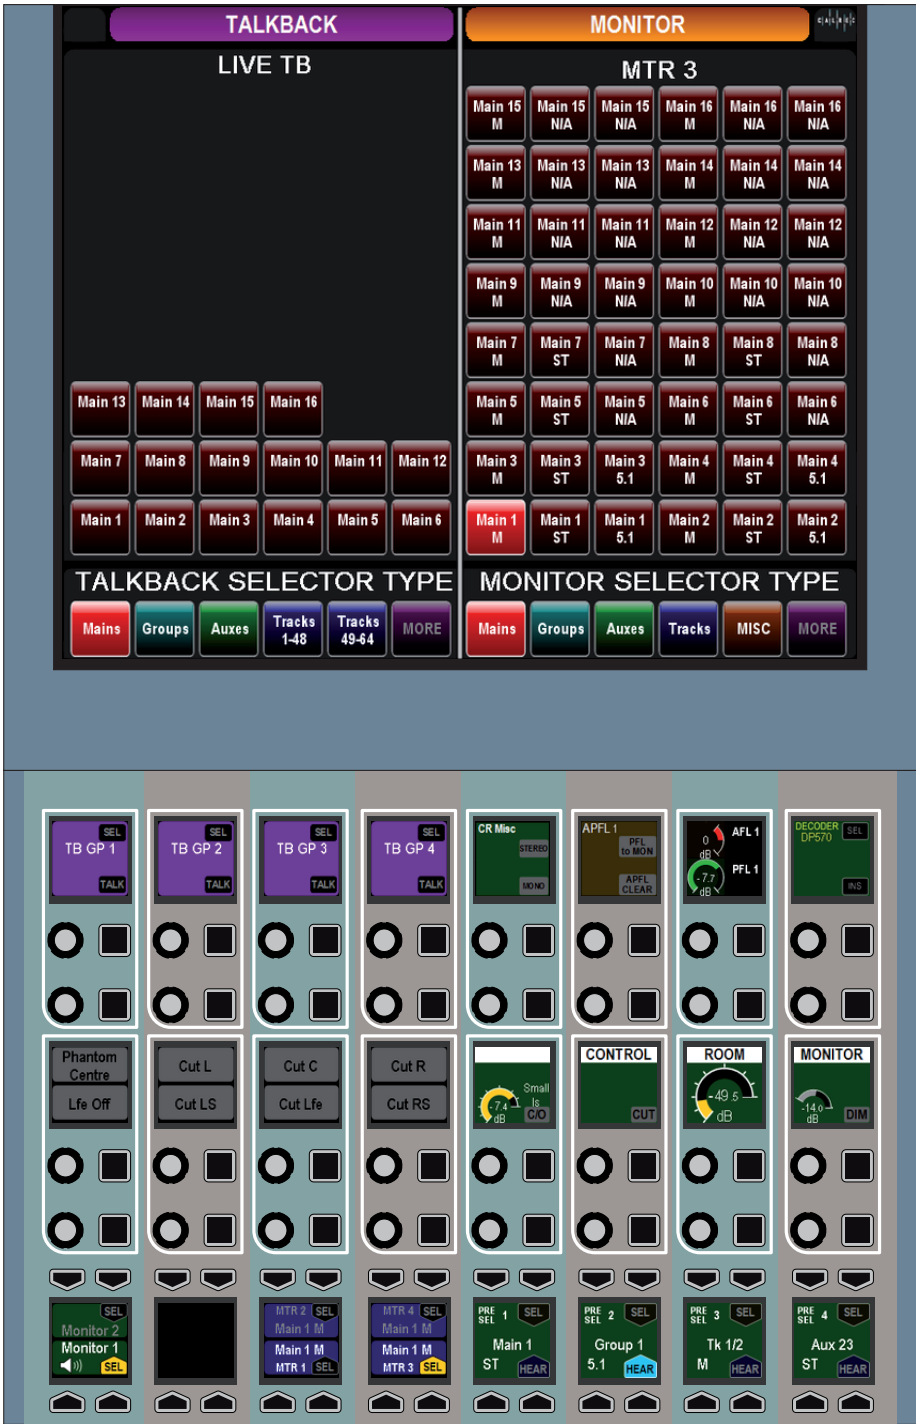 TALKBACK
MONITOR
CALREC
LIVE TB
MTR 3
Main 15 Main 15 Main 15 Main 16 Main 16 Main 16
M N/A N/A M N/A N/A
Main 13 Main 13 Main 13 Main 14 Main 14 Main 14
M N/A N/A M N/A N/A
Main 11 Main 11 Main 11 Main 12 Main 12 Main 12
M N/A N/A M N/A N/A
Main 9 Main 9 Main 9 Main 10 Main 10 Main 10
M N/A N/A M N/A N/A
Main 7 Main 7 Main 7 Main 8 Main 8 Main 8
M ST N/A M ST N/A
Main 13 Main 14 Main 15 Main 16
Main 5 Main 5 Main 5 Main 6 Main 6 Main 6
M ST N/A M ST N/A
Main 7 Main 8 Main 9 Main 10 Main 11 Main 12
Main 3 Main 3 Main 3 Main 4 Main 4 Main 4
M ST 5.1 M ST 5.1
Main 1 Main 2 Main 3 Main 4 Main 5 Main 6
Main 1 Main 1 Main 1 Main 2 Main 2 Main 2
M ST 5.1 M ST 5.1
TALKBACK SELECTOR TYPE
MONITOR SELECTOR TYPE
Mains Groups Auxes Tracks 1-48 Tracks 49-64 MORE
Mains Groups Auxes Tracks MISC MORE
SEL
TB GP 1
TALK
SEL
TB GP 2
TALK
SEL
TB GP 3
TALK
SEL
TB GP 4
TALK
CR Misc
STEREO
MONO
APFL 1
PFL
to MON
APFL
CLEAR
AFL 1
0
dB
PFL 1
-7.7
dB
DECODER
DP570
SEL
INS
Phantom
Centre
Lfe Off
Cut L
Cut LS
Cut C
Cut Lfe
Cut R
Cut RS
Small
ls
-7.4
dB
C/O
CONTROL
CUT
ROOM
-49.5
dB
MONITOR
-14.0
dB
DIM
SEL
Monitor 2
Monitor 1
SEL
MTR 2 SEL
Main 1 M
Main 1 M
MTR 1 SEL
MTR 4 SEL
Main 1 M
Main 1 M
MTR 3 SEL
PRE SEL 1 SEL
Main 1
ST HEAR
PRE SEL 2 SEL
Group 1
5.1 HEAR
PRE SEL 3 SEL
Tk 1/2
M HEAR
PRE SEL 4 SEL
Aux 23
ST HEAR